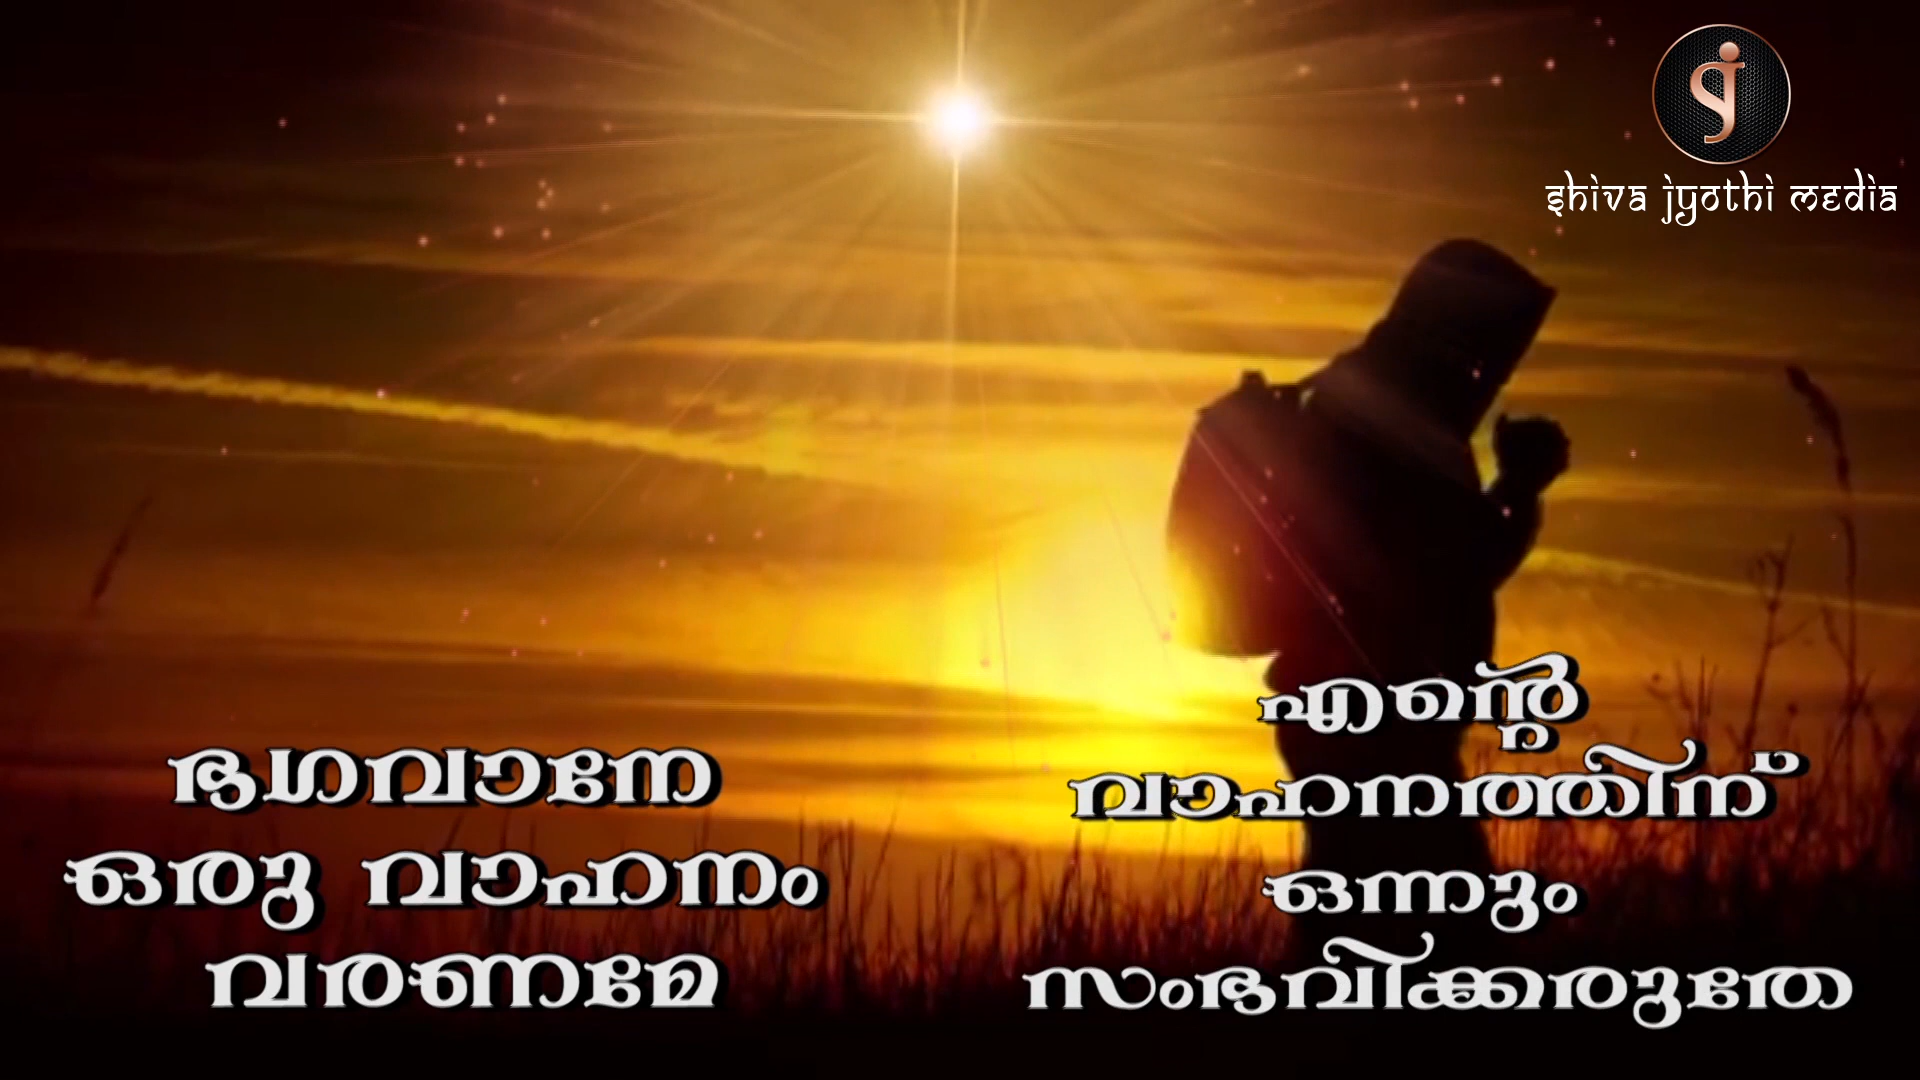 SHIVA JYOTHI MEDIA
ഭഗവാനേ
ഒരു വാഹനം
വരണമേ
എന്റെ
വാഹനത്തിന്
ഒന്നും
സംഭവിക്കരുതേ